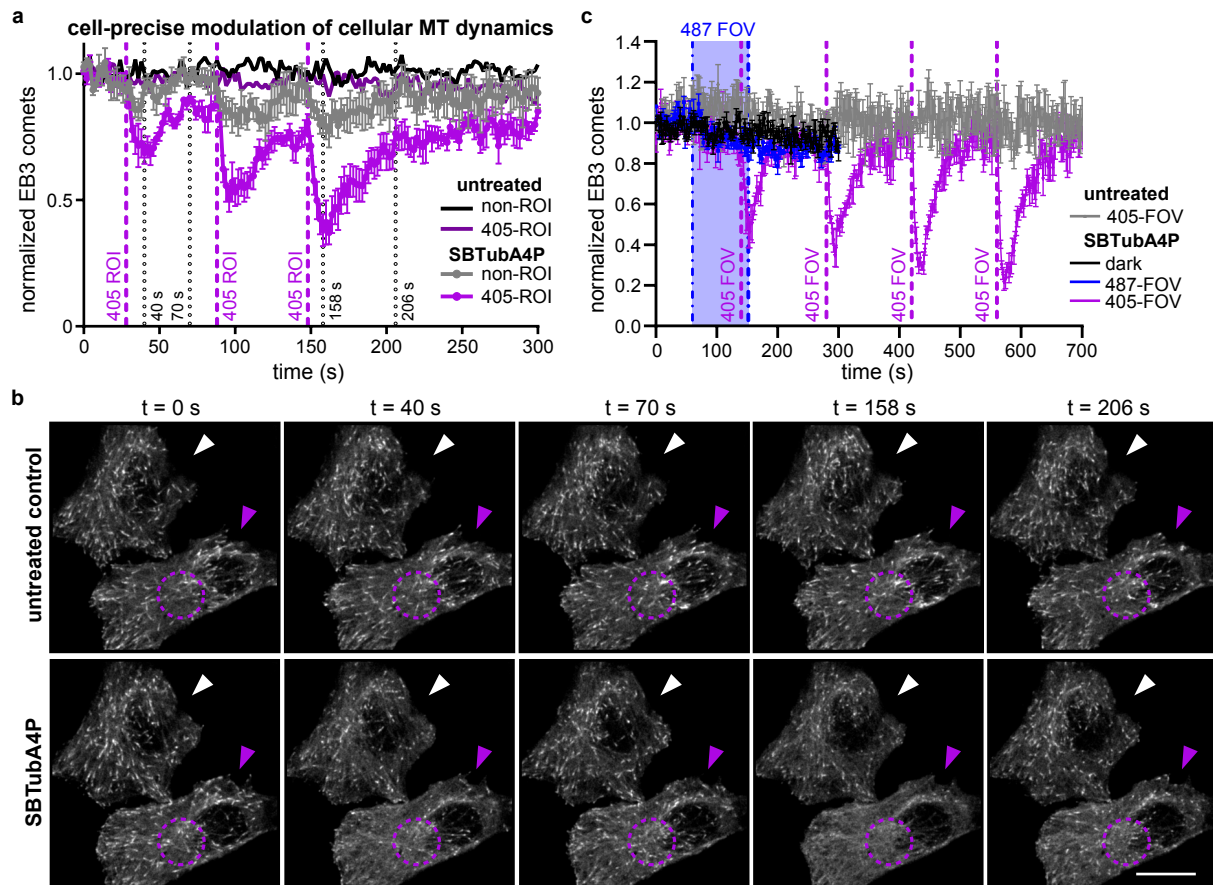 a
cell-precise modulation of cellular MT dynamics
normalized EB3 comets
1.0
0.5
0
405 ROI
40 s
70 s
405 ROI
405 ROI
158 s
206 s
untreated
non-ROI
405-ROI
SBTubA4P
non-ROI
405-ROI
0
50
100
150
200
250
300
time (s)
c
487 FOV
normalized EB3 comets
1.4
1.2
1.0
0.8
0.6
0.4
0.2
0.0
405 FOV
405 FOV
405 FOV
405 FOV
untreated
405-FOV
SBTubA4P
dark
487-FOV
405-FOV
0
100
200
300
400
500
600
700
time (s)
b
t = 0 s
t = 40 s
t = 70 s
t = 158 s
t = 206 s
untreated control
SBTubA4P